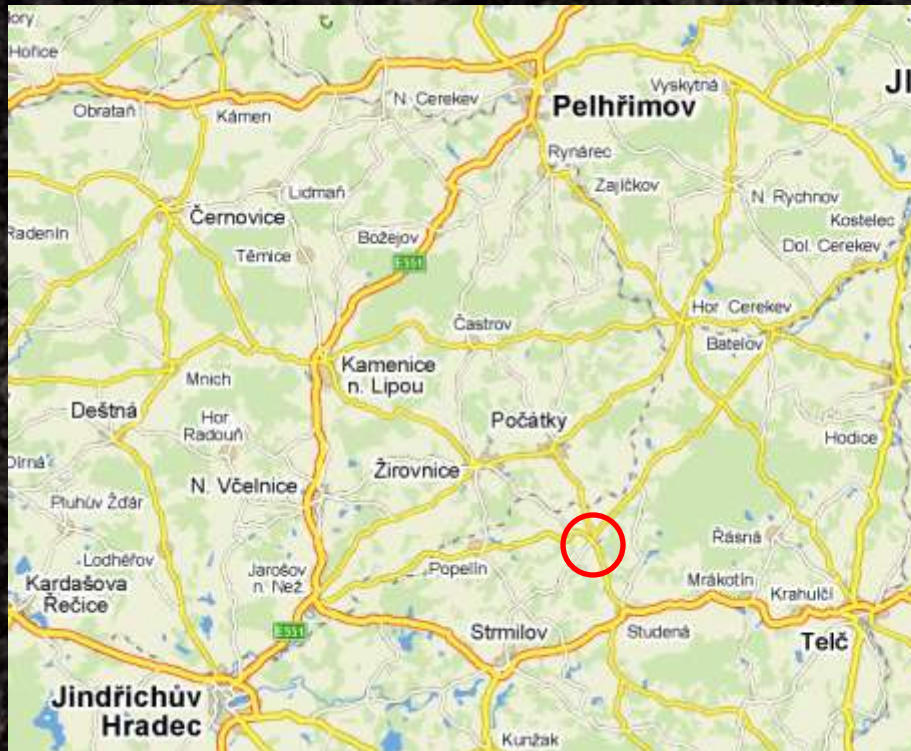 Hořice
Obrataň
Kámen
N. Cerekev
Pelhřimov
Vyskytná
Rynárec
Zajíčkov
N. Rychnov
Kostelec
Dol. Cerekev
Lidmaň
Černovice
Radenín
Těmice
Božejov
E551
Hor. Cerekev
Častrov
Batelov
Kamenice
n. Lipou
Mnich
Deštná
Hor.
Radouň
Počátky
Hodice
Žirovnice
Dírná
N. Včelnice
Pluhův Žďár
Řásná
Lodhéřov
Jarošov
n. Než.
Popelín
Mrákotín
Krahulčí
Kardašova
Řečice
E551
Strmilov
Studená
Telč
Jindřichův
Hradec
Kunžak